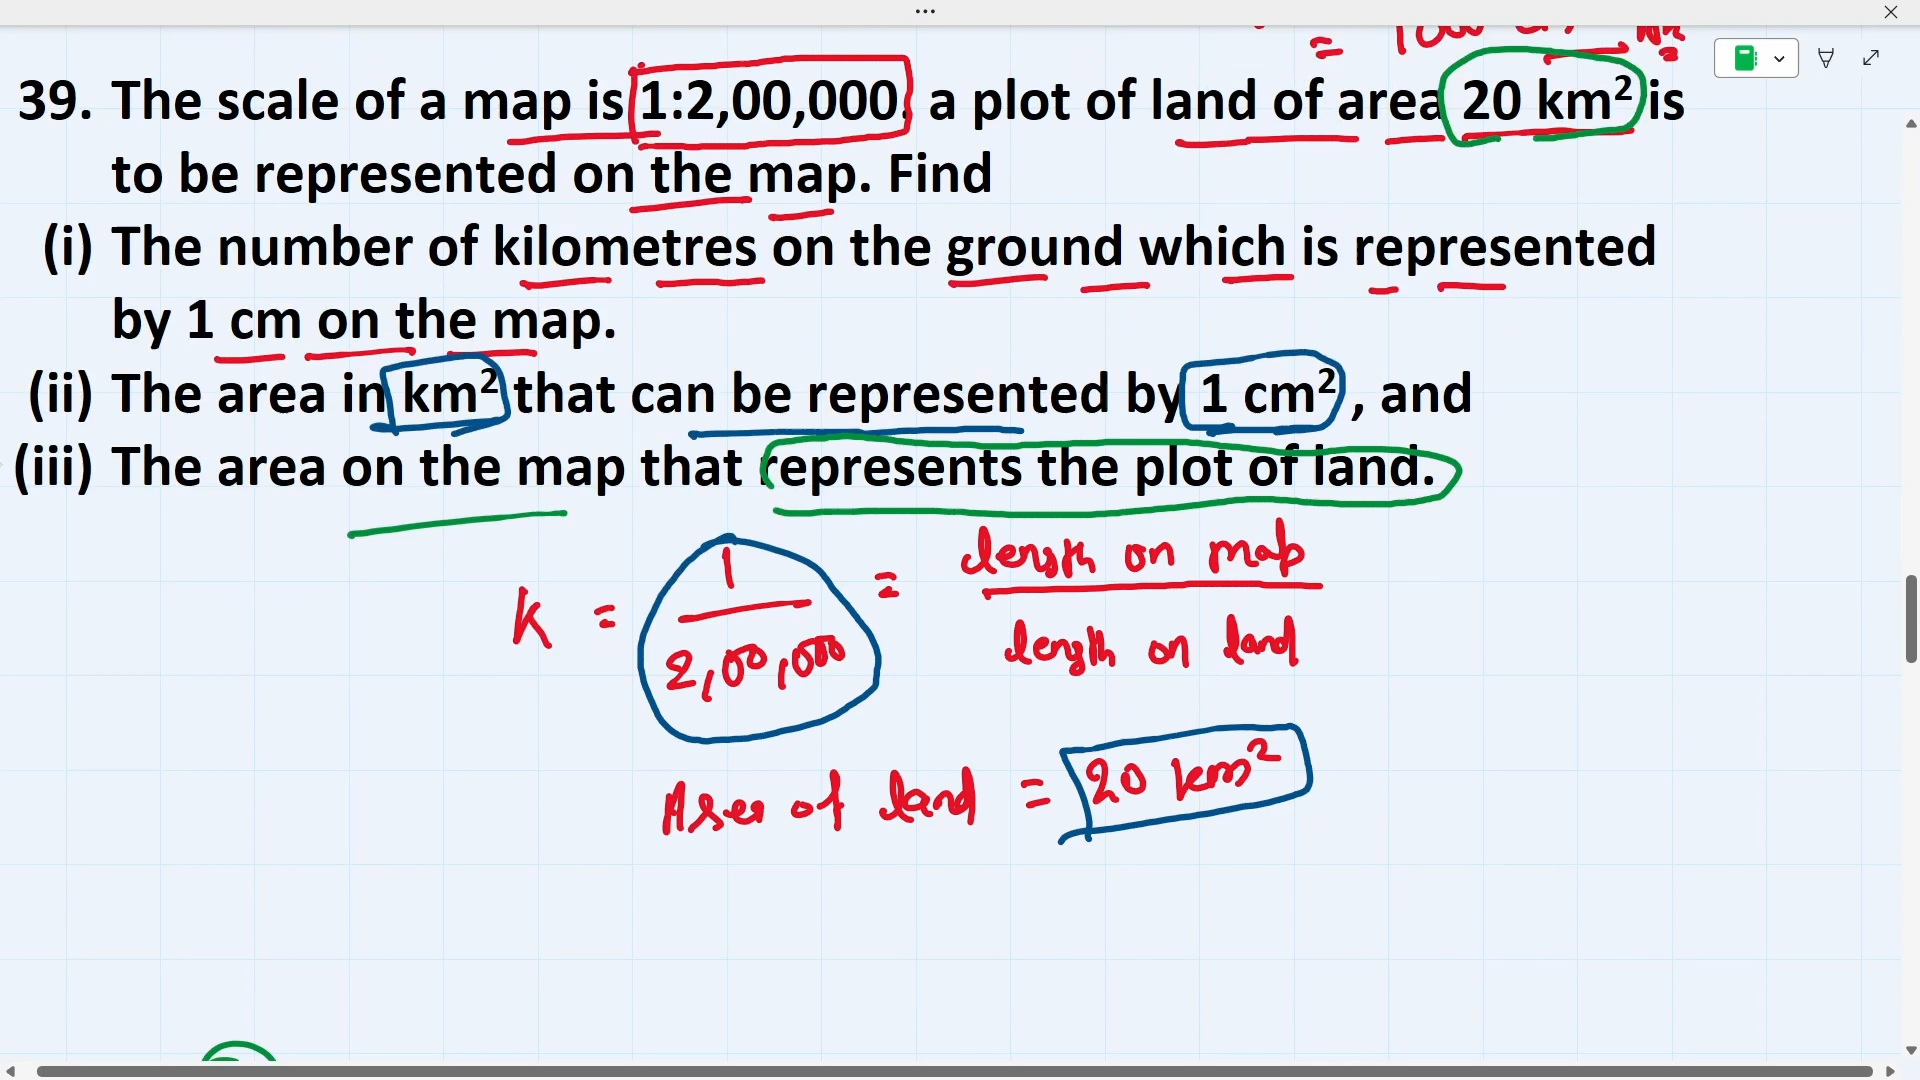 39. The scale of a map is 1:2,00,000. a plot of land of area 20 km² is
to be represented on the map. Find
(i) The number of kilometres on the ground which is represented
by 1 cm on the map.
(ii) The area in km² that can be represented by 1 cm², and
(iii) The area on the map that represents the plot of land.
K = 1 / 2,00,000 = length on map / length on land
Area of land = 20 km²